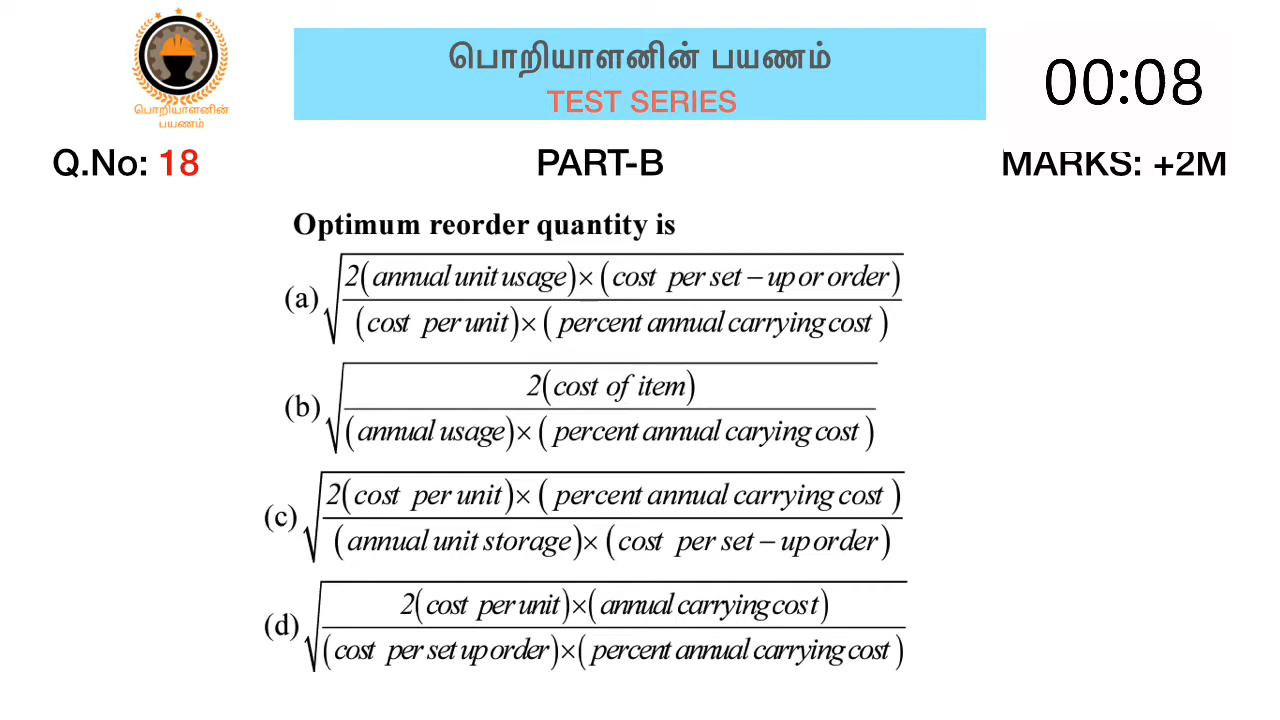 பொறியாளனின்
பயணம்
பொறியாளனின் பயணம்
TEST SERIES
00:08
Q.No: 18 PART-B MARKS: +2M
Optimum reorder quantity is
(a) √ 2(annual unit usage)×(cost per set – up or order)
(cost per unit)×(percent annual carrying cost)
(b) √ 2(cost of item)
(annual usage)×(percent annual carying cost)
(c) √ 2(cost per unit)×(percent annual carrying cost)
(annual unit storage)×(cost per set – up order)
(d) √ 2(cost per unit)×(annual carrying cost)
(cost per set up order)×(percent annual carrying cost)